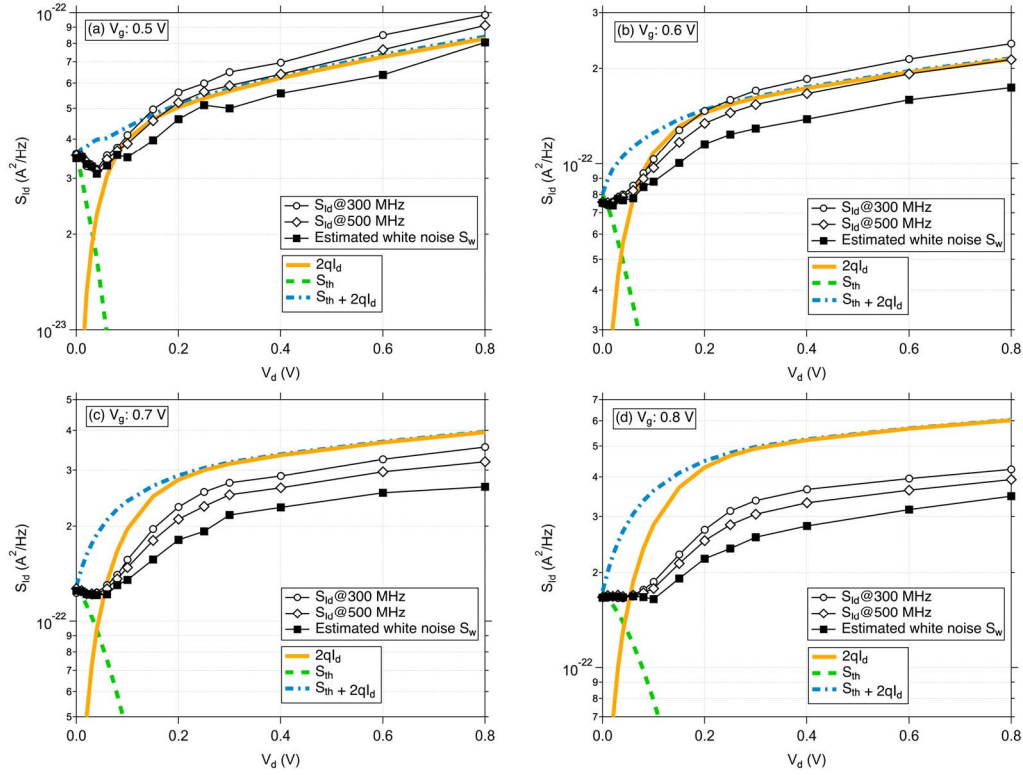 (a) V_g: 0.5 V
S_Id (A^2/Hz)
10^-22
9
8
7
6
5
4
3
2
10^-23
S_Id@300 MHz
S_Id@500 MHz
Estimated white noise S_w
2qI_d
S_th
S_th + 2qI_d
0.0 0.2 0.4 0.6 0.8
V_d (V)
(b) V_g: 0.6 V
S_Id (A^2/Hz)
3
2
10^-22
9
8
7
6
5
4
3
S_Id@300 MHz
S_Id@500 MHz
Estimated white noise S_w
2qI_d
S_th
S_th + 2qI_d
0.0 0.2 0.4 0.6 0.8
V_d (V)
(c) V_g: 0.7 V
S_Id (A^2/Hz)
5
4
3
2
10^-22
9
8
7
6
5
S_Id@300 MHz
S_Id@500 MHz
Estimated white noise S_w
2qI_d
S_th
S_th + 2qI_d
0.0 0.2 0.4 0.6 0.8
V_d (V)
(d) V_g: 0.8 V
S_Id (A^2/Hz)
7
6
5
4
3
2
10^-22
9
8
7
S_Id@300 MHz
S_Id@500 MHz
Estimated white noise S_w
2qI_d
S_th
S_th + 2qI_d
0.0 0.2 0.4 0.6 0.8
V_d (V)